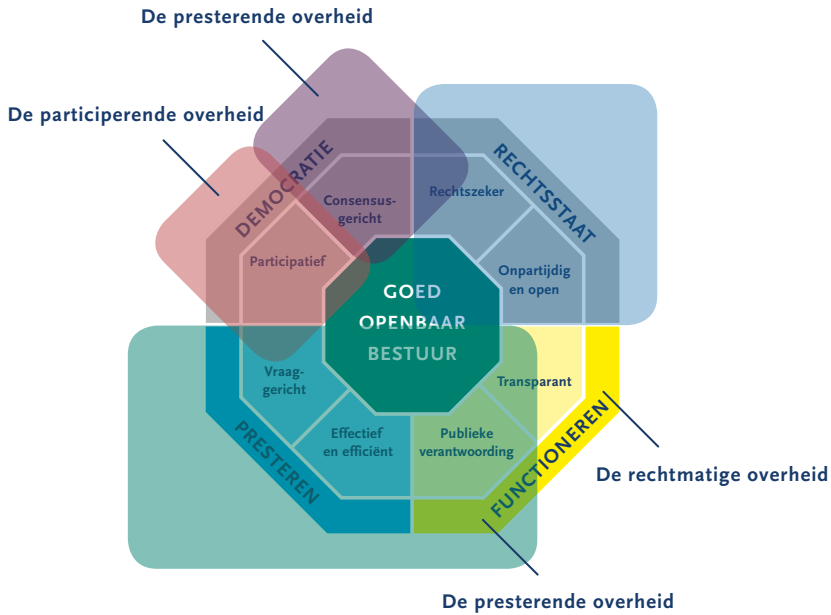 De presterende overheid
De participerende overheid
DEMOCRATIE
RECHTSSTAAT
Consensus-
gericht
Rechtszeker
Participatief
Onpartijdig
en open
GOED
OPENBAAR
BESTUUR
Vraag-
gericht
Transparant
Effectief
en efficiënt
Publieke
verantwoording
PRESTEREN
FUNCTIONEREN
De rechtmatige overheid
De presterende overheid